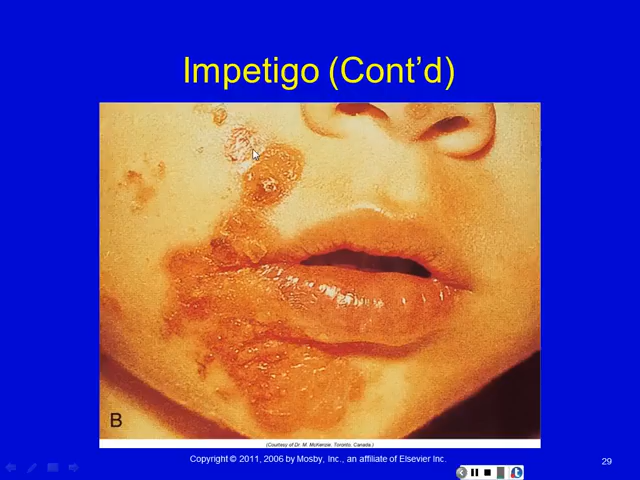 Impetigo (Cont’d)
B
(Courtesy of Dr. M. McKenzie, Toronto, Canada.)
Copyright © 2011, 2006 by Mosby, Inc., an affiliate of Elsevier Inc.
29